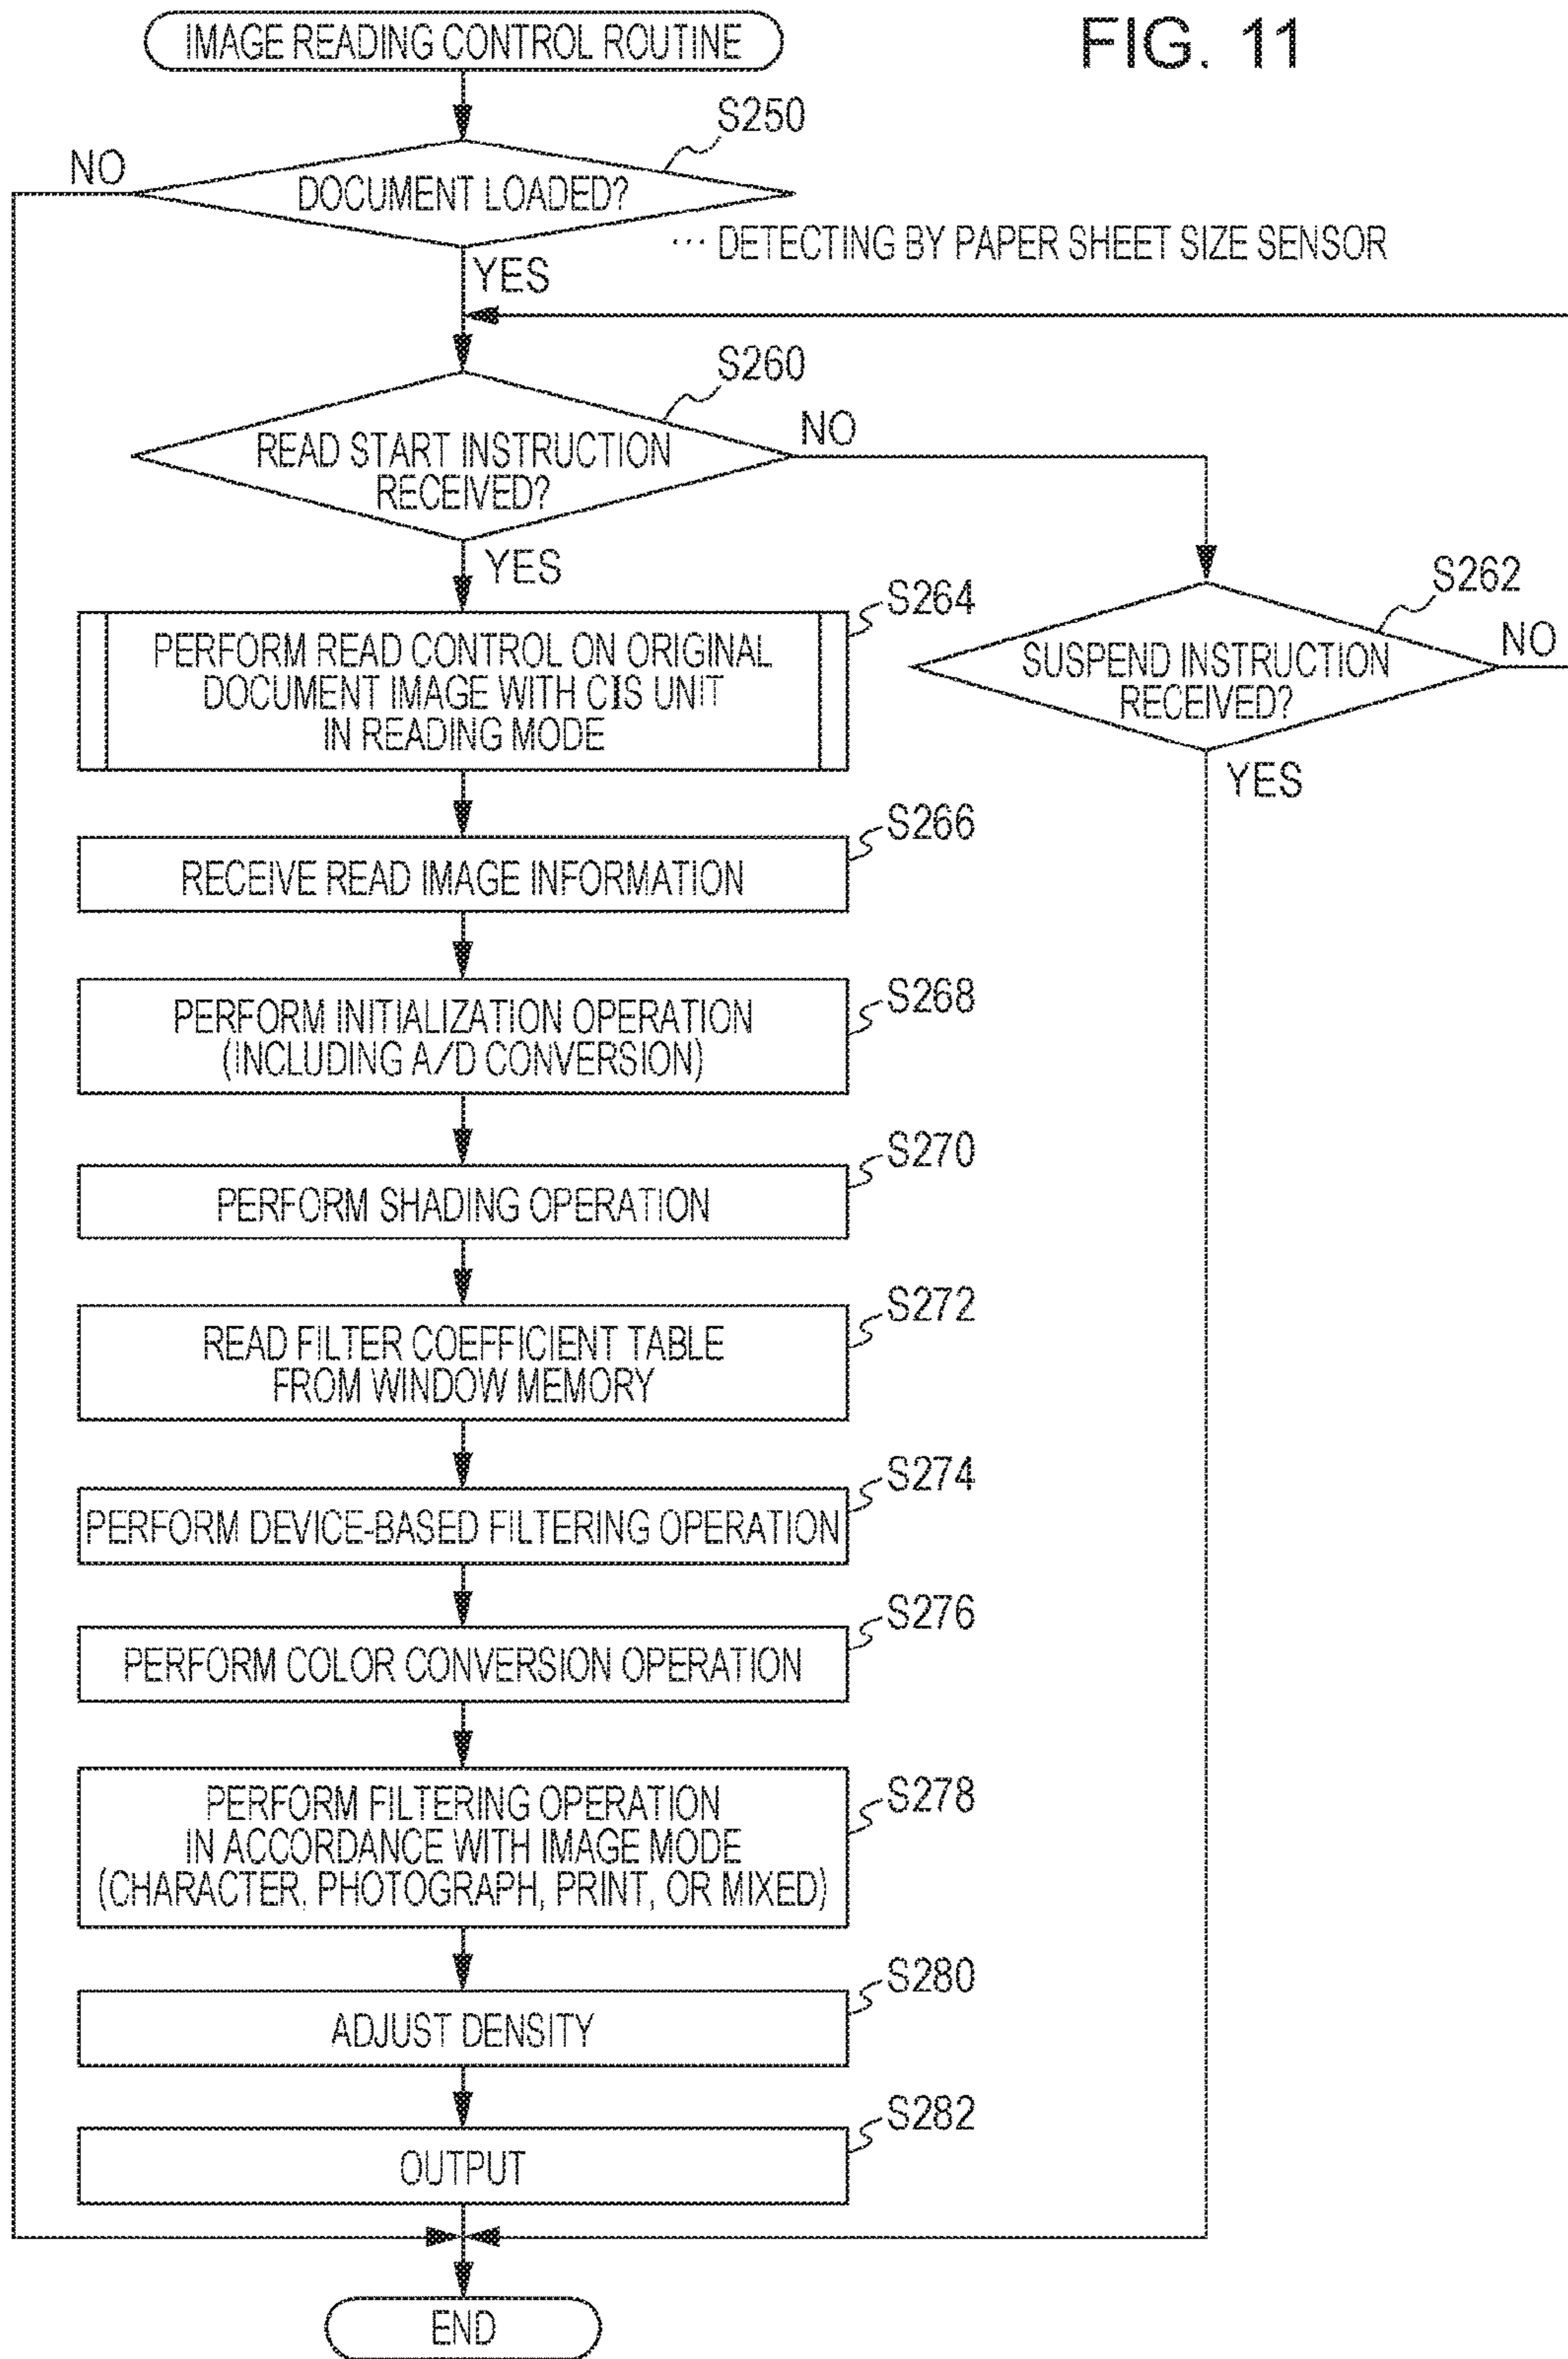 FIG. 11
IMAGE READING CONTROL ROUTINE
S250
NO
DOCUMENT LOADED?
··· DETECTING BY PAPER SHEET SIZE SENSOR
YES
S260
READ START INSTRUCTION
RECEIVED?
NO
YES
S262
SUSPEND INSTRUCTION
RECEIVED?
NO
YES
S264
PERFORM READ CONTROL ON ORIGINAL
DOCUMENT IMAGE WITH CIS UNIT
IN READING MODE
S266
RECEIVE READ IMAGE INFORMATION
S268
PERFORM INITIALIZATION OPERATION
(INCLUDING A/D CONVERSION)
S270
PERFORM SHADING OPERATION
S272
READ FILTER COEFFICIENT TABLE
FROM WINDOW MEMORY
S274
PERFORM DEVICE-BASED FILTERING OPERATION
S276
PERFORM COLOR CONVERSION OPERATION
S278
PERFORM FILTERING OPERATION
IN ACCORDANCE WITH IMAGE MODE
(CHARACTER, PHOTOGRAPH, PRINT, OR MIXED)
S280
ADJUST DENSITY
S282
OUTPUT
END